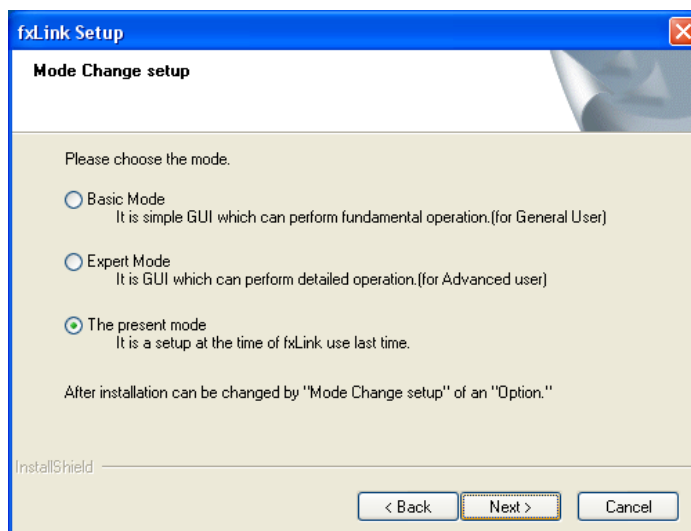 fxLink Setup
Mode Change setup
Please choose the mode.
Basic Mode
It is simple GUI which can perform fundamental operation.(for General User)
Expert Mode
It is GUI which can perform detailed operation.(for Advanced user)
The present mode
It is a setup at the time of fxLink use last time.
After installation can be changed by "Mode Change setup" of an "Option."
InstallShield
< Back
Next >
Cancel